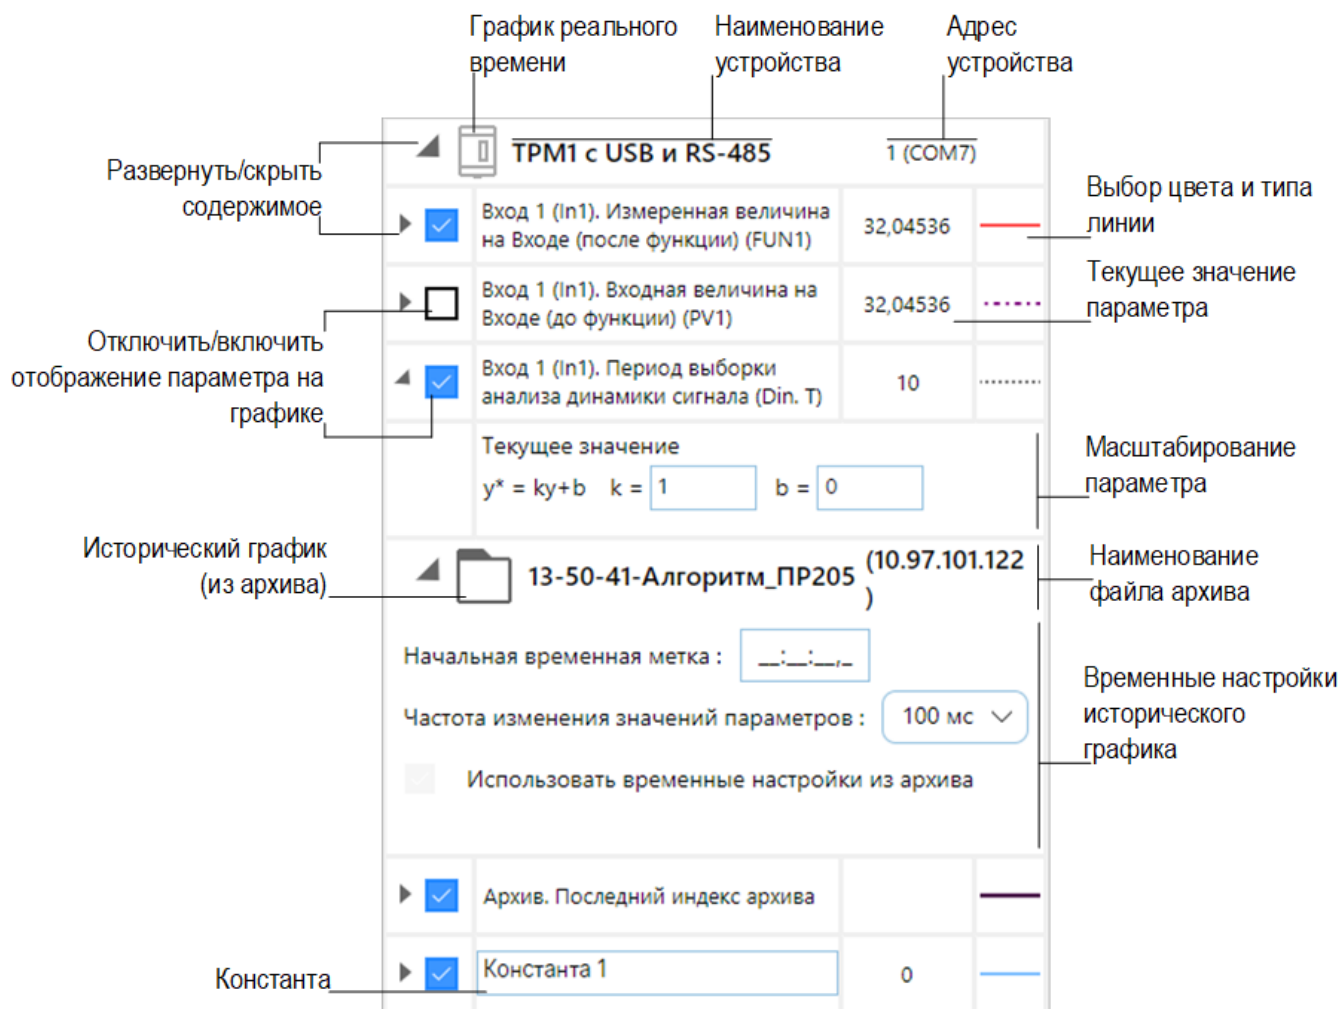 График реального
времени
Наименование
устройства
Адрес
устройства
ТРМ1 с USB и RS-485
1 (COM7)
Развернуть/скрыть
содержимое
Вход 1 (In1). Измеренная величина
на Входе (после функции) (FUN1)
32,04536
Выбор цвета и типа
линии
Вход 1 (In1). Входная величина на
Входе (до функции) (PV1)
32,04536
Текущее значение
параметра
Отключить/включить
отображение параметра на
графике
Вход 1 (In1). Период выборки
анализа динамики сигнала (Din. T)
10
Текущее значение
y* = ky+b k = 1 b = 0
Масштабирование
параметра
Исторический график
(из архива)
13-50-41-Алгоритм_ПР205
(10.97.101.122
)
Наименование
файла архива
Начальная временная метка : __:__:__,_
Частота изменения значений параметров : 100 мс
Использовать временные настройки из архива
Временные настройки
исторического
графика
Архив. Последний индекс архива
Константа
Константа 1
0